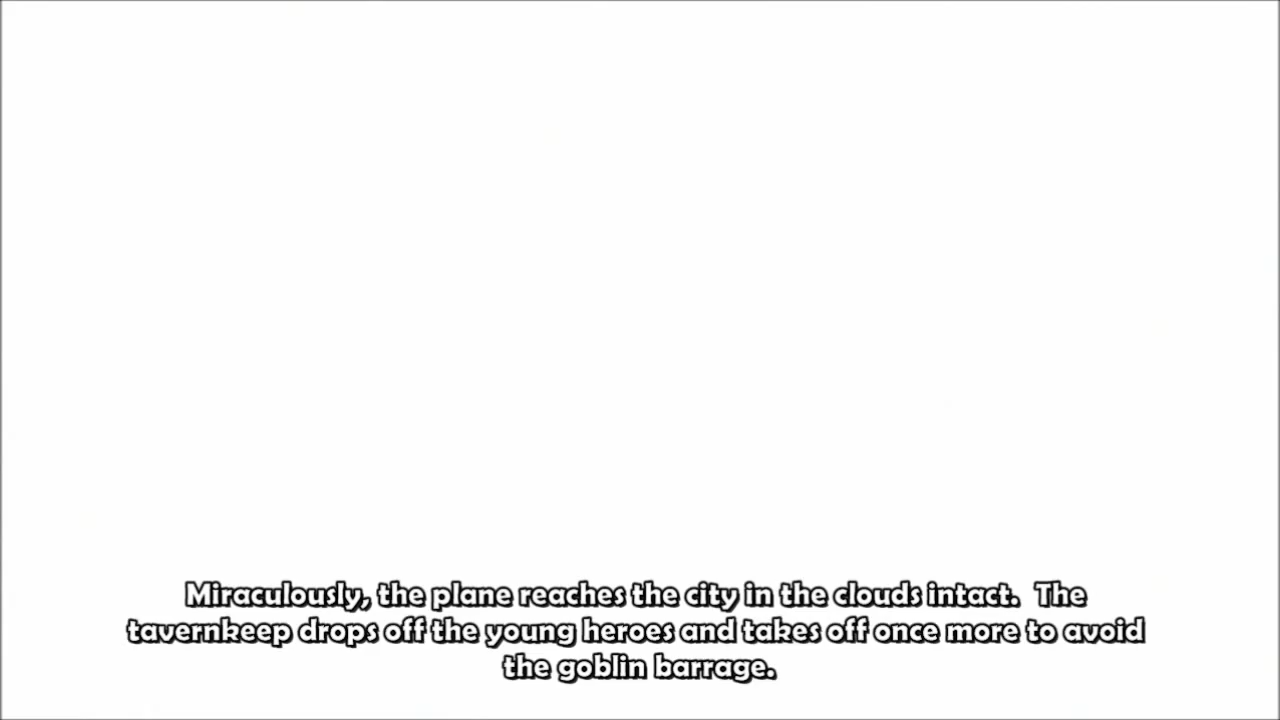 Miraculously, the plane reaches the city in the clouds intact.  The
tavernkeep drops off the young heroes and takes off once more to avoid
the goblin barrage.